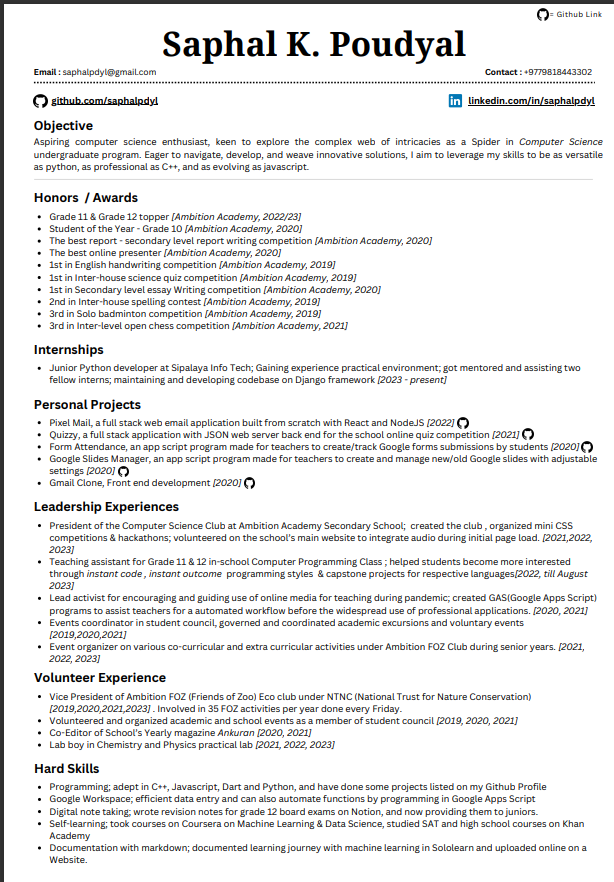 = Github Link
Saphal K. Poudyal
Email : saphalpdyl@gmail.com
Contact : +9779818443302
github.com/saphalpdyl
linkedin.com/in/saphalpdyl
Objective
Aspiring computer science enthusiast, keen to explore the complex web of intricacies as a Spider in Computer Science
undergraduate program. Eager to navigate, develop, and weave innovative solutions, I aim to leverage my skills to be as versatile
as python, as professional as C++, and as evolving as javascript.
Honors / Awards
• Grade 11 & Grade 12 topper [Ambition Academy, 2022/23]
• Student of the Year - Grade 10 [Ambition Academy, 2020]
• The best report - secondary level report writing competition [Ambition Academy, 2020]
• The best online presenter [Ambition Academy, 2020]
• 1st in English handwriting competition [Ambition Academy, 2019]
• 1st in Inter-house science quiz competition [Ambition Academy, 2019]
• 1st in Secondary level essay Writing competition [Ambition Academy, 2020]
• 2nd in Inter-house spelling contest [Ambition Academy, 2019]
• 3rd in Solo badminton competition [Ambition Academy, 2019]
• 3rd in Inter-level open chess competition [Ambition Academy, 2021]
Internships
• Junior Python developer at Sipalaya Info Tech; Gaining experience practical environment; got mentored and assisting two
fellow interns; maintaining and developing codebase on Django framework [2023 - present]
Personal Projects
• Pixel Mail, a full stack web email application built from scratch with React and NodeJS [2022]
• Quizzy, a full stack application with JSON web server back end for the school online quiz competition [2021]
• Form Attendance, an app script program made for teachers to create/track Google forms submissions by students [2020]
• Google Slides Manager, an app script program made for teachers to create and manage new/old Google slides with adjustable
settings [2020]
• Gmail Clone, Front end development [2020]
Leadership Experiences
• President of the Computer Science Club at Ambition Academy Secondary School; created the club , organized mini CSS
competitions & hackathons; volunteered on the school's main website to integrate audio during initial page load. [2021,2022,
2023]
• Teaching assistant for Grade 11 & 12 in-school Computer Programming Class ; helped students become more interested
through instant code , instant outcome programming styles & capstone projects for respective languages[2022, till August
2023]
• Lead activist for encouraging and guiding use of online media for teaching during pandemic; created GAS(Google Apps Script)
programs to assist teachers for a automated workflow before the widespread use of professional applications. [2020, 2021]
• Events coordinator in student council, governed and coordinated academic excursions and voluntary events
[2019,2020,2021]
• Event organizer on various co-curricular and extra curricular activities under Ambition FOZ Club during senior years. [2021,
2022, 2023]
Volunteer Experience
• Vice President of Ambition FOZ (Friends of Zoo) Eco club under NTNC (National Trust for Nature Conservation)
[2019,2020,2021,2023] . Involved in 35 FOZ activities per year done every Friday.
• Volunteered and organized academic and school events as a member of student council [2019, 2020, 2021]
• Co-Editor of School's Yearly magazine Ankuran [2020, 2021]
• Lab boy in Chemistry and Physics practical lab [2021, 2022, 2023]
Hard Skills
• Programming; adept in C++, Javascript, Dart and Python, and have done some projects listed on my Github Profile
• Google Workspace; efficient data entry and can also automate functions by programming in Google Apps Script
• Digital note taking; wrote revision notes for grade 12 board exams on Notion, and now providing them to juniors.
• Self-learning; took courses on Coursera on Machine Learning & Data Science, studied SAT and high school courses on Khan
Academy
• Documentation with markdown; documented learning journey with machine learning in Sololearn and uploaded online on a
Website.